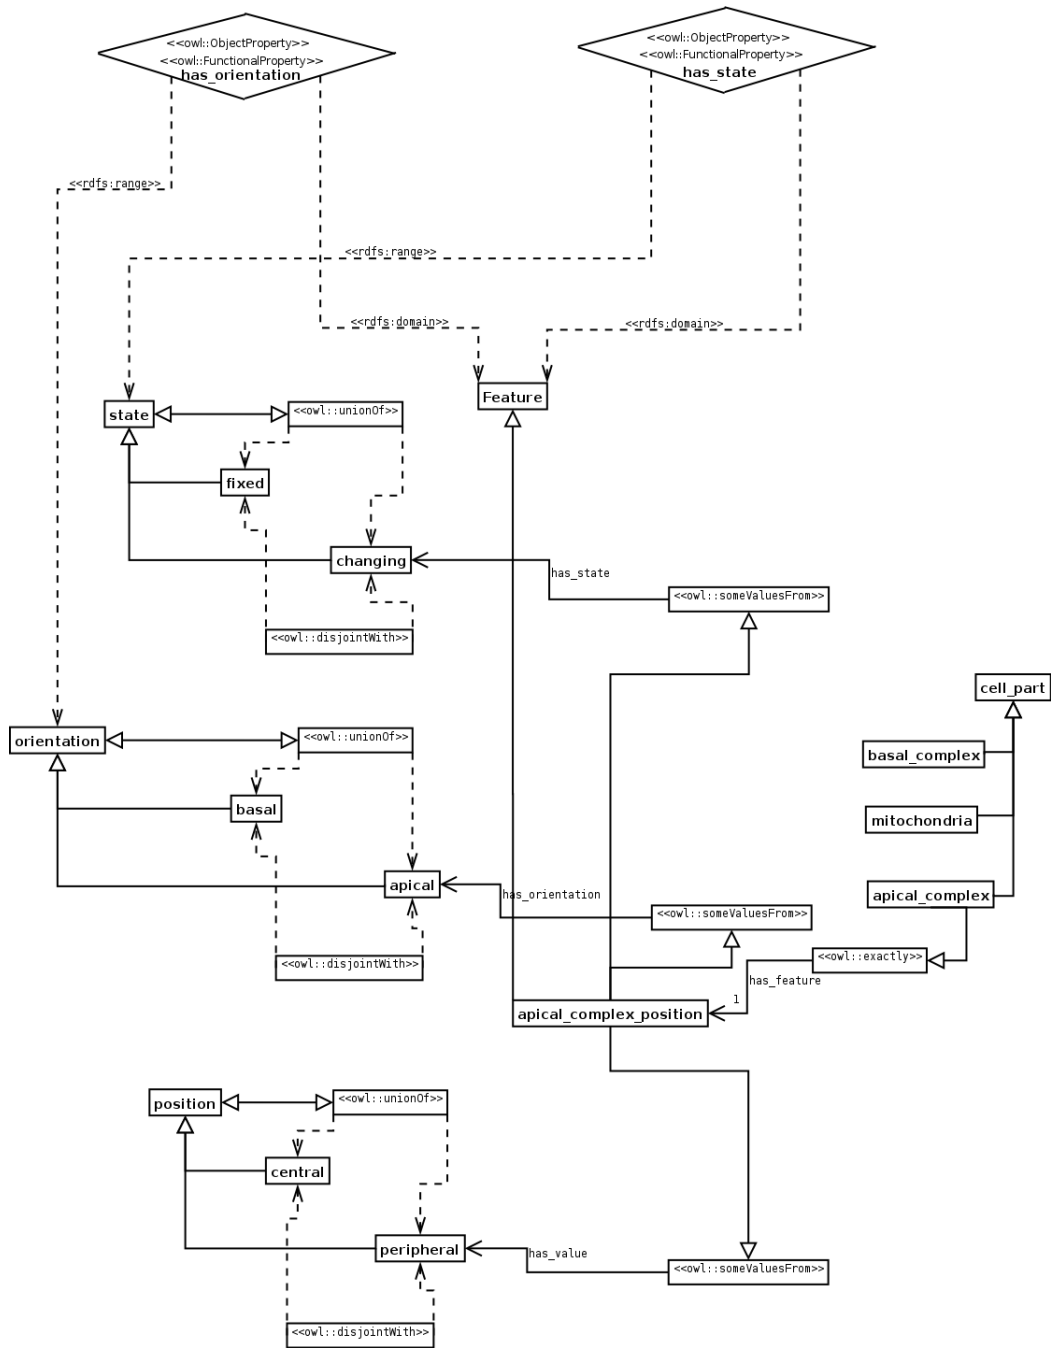 <<owl::ObjectProperty>>
<<owl::FunctionalProperty>>
has_orientation
<<owl::ObjectProperty>>
<<owl::FunctionalProperty>>
has_state
<<rdfs:range>>
<<rdfs:range>>
<<rdfs:domain>>
<<rdfs:domain>>
Feature
state
<<owl::unionOf>>
fixed
changing
has_state
<<owl::someValuesFrom>>
<<owl::disjointWith>>
cell_part
orientation
<<owl::unionOf>>
basal_complex
basal
mitochondria
apical
has_orientation
apical_complex
<<owl::someValuesFrom>>
<<owl::disjointWith>>
<<owl::exactly>>
has_feature
1
apical_complex_position
position
<<owl::unionOf>>
central
peripheral
has_value
<<owl::someValuesFrom>>
<<owl::disjointWith>>